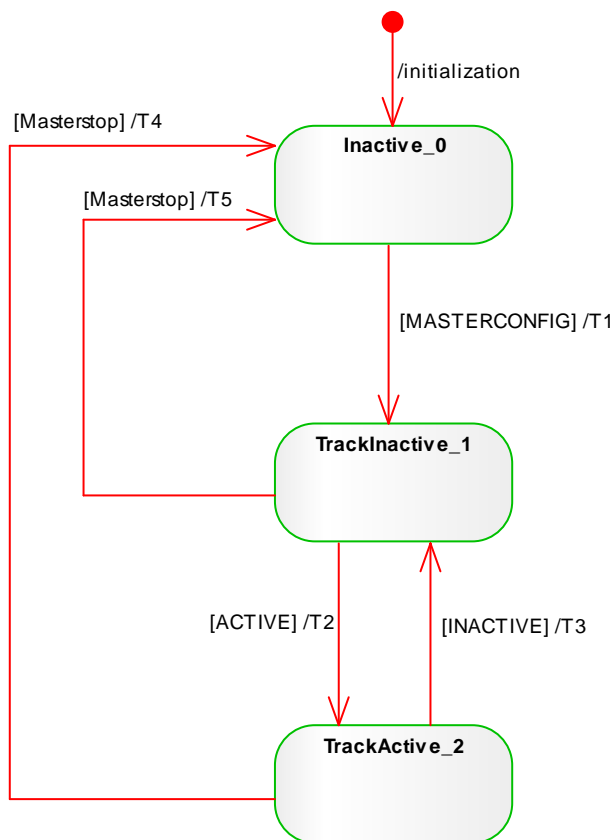 /initialization
[Masterstop] /T4
Inactive_0
[Masterstop] /T5
[MASTERCONFIG] /T1
TrackInactive_1
[ACTIVE] /T2
[INACTIVE] /T3
TrackActive_2